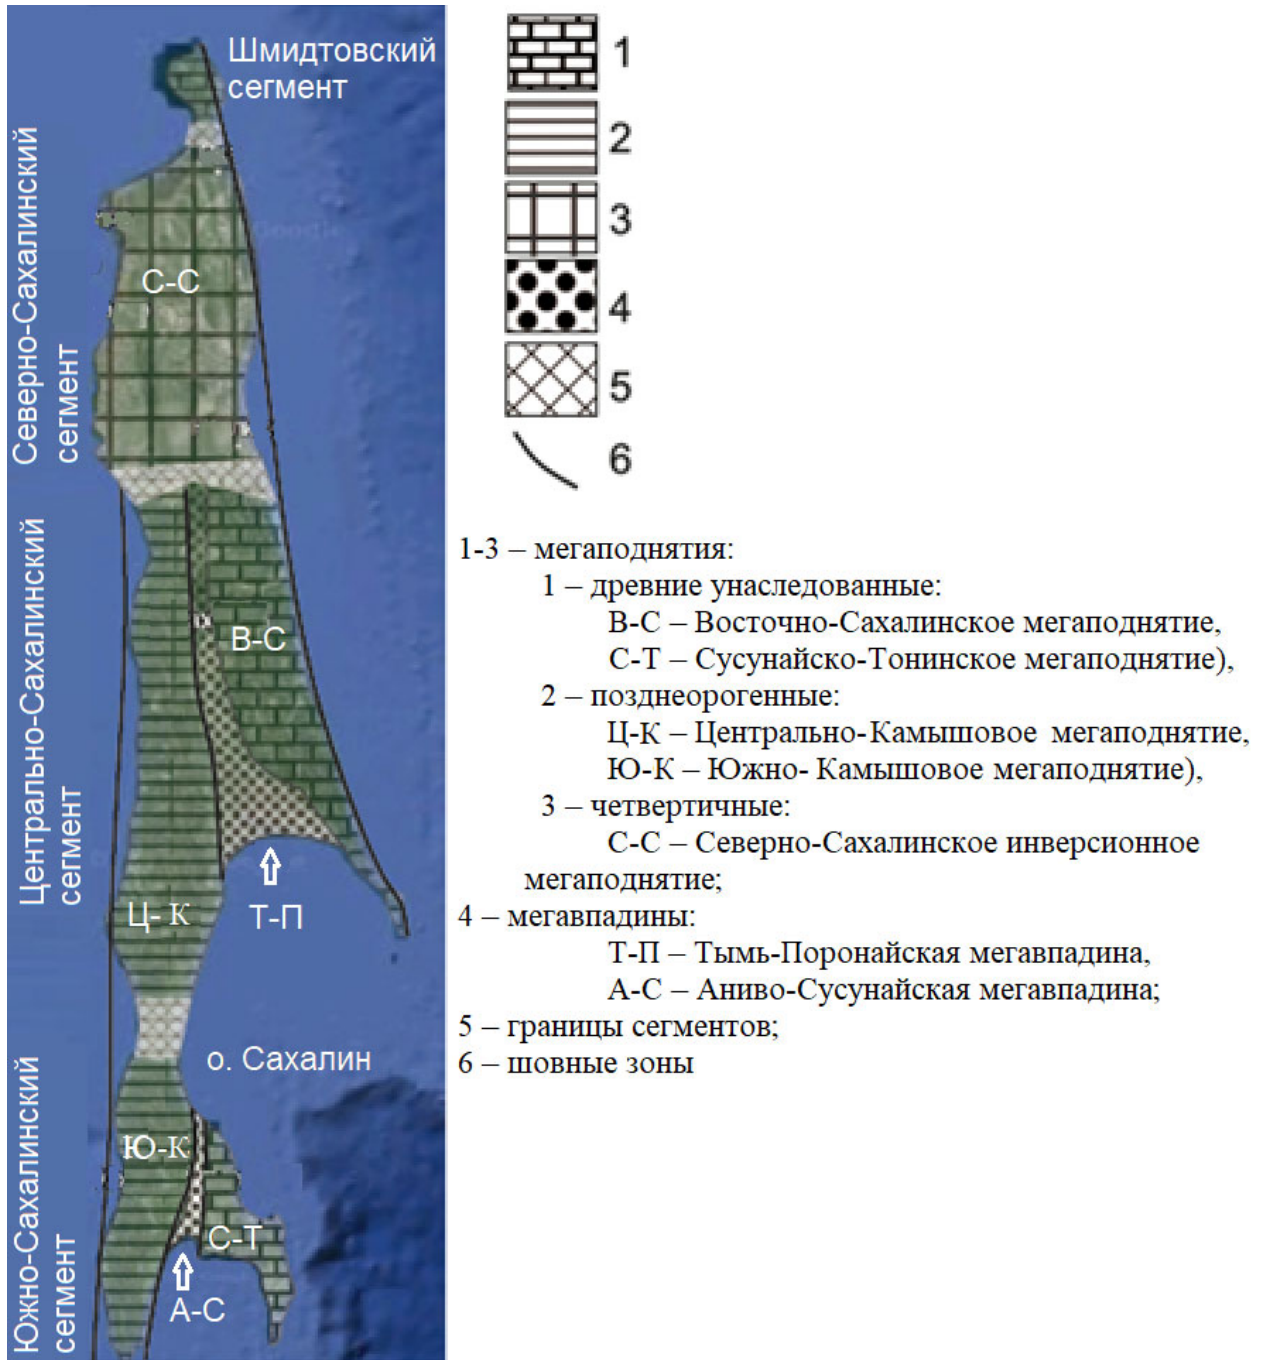 Шмидтовский
сегмент
Северно-Сахалинский
сегмент
С-С
Google
Центрально-Сахалинский
сегмент
В-С
Ц- К
Т-П
о. Сахалин
Южно-Сахалинский
сегмент
Ю-К
С-Т
А-С
1
2
3
4
5
6
1-3 – мегаподнятия:
1 – древние унаследованные:
В-С – Восточно-Сахалинское мегаподнятие,
С-Т – Сусунайско-Тонинское мегаподнятие),
2 – позднеорогенные:
Ц-К – Центрально-Камышовое мегаподнятие,
Ю-К – Южно- Камышовое мегаподнятие),
3 – четвертичные:
С-С – Северно-Сахалинское инверсионное
мегаподнятие;
4 – мегавпадины:
Т-П – Тымь-Поронайская мегавпадина,
А-С – Аниво-Сусунайская мегавпадина;
5 – границы сегментов;
6 – шовные зоны